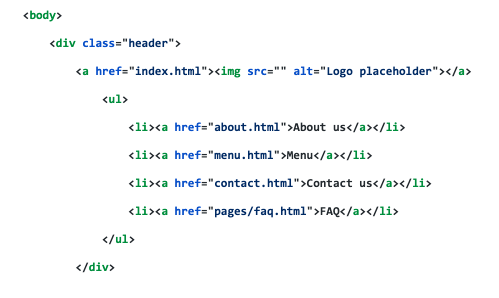 <body>
<div class="header">
<a href="index.html"><img src="" alt="Logo placeholder"></a>
<ul>
<li><a href="about.html">About us</a></li>
<li><a href="menu.html">Menu</a></li>
<li><a href="contact.html">Contact us</a></li>
<li><a href="pages/faq.html">FAQ</a></li>
</ul>
</div>